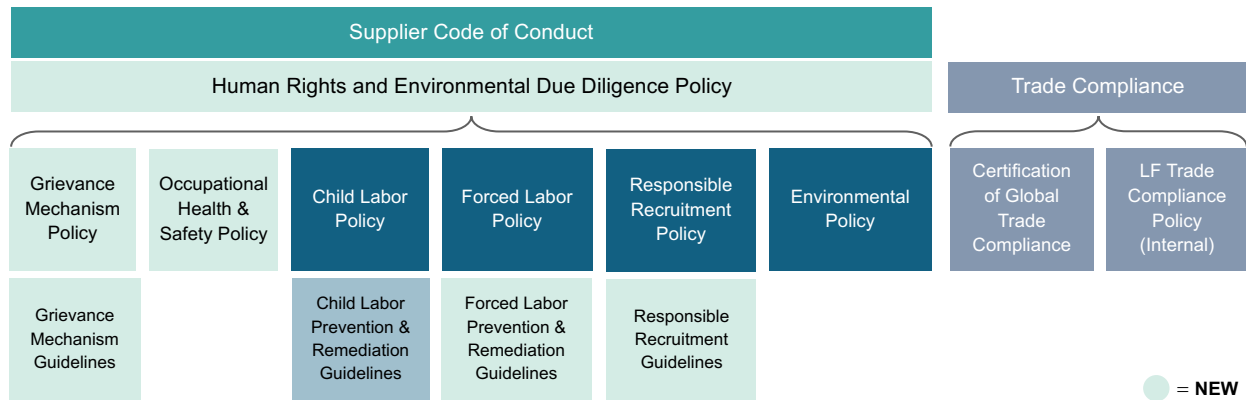 Supplier Code of Conduct
Human Rights and Environmental Due Diligence Policy
Trade Compliance
Grievance
Mechanism
Policy
Occupational
Health &
Safety Policy
Child Labor
Policy
Forced Labor
Policy
Responsible
Recruitment
Policy
Environmental
Policy
Certification
of Global
Trade
Compliance
LF Trade
Compliance
Policy
(Internal)
Grievance
Mechanism
Guidelines
Child Labor
Prevention &
Remediation
Guidelines
Forced Labor
Prevention &
Remediation
Guidelines
Responsible
Recruitment
Guidelines
= NEW